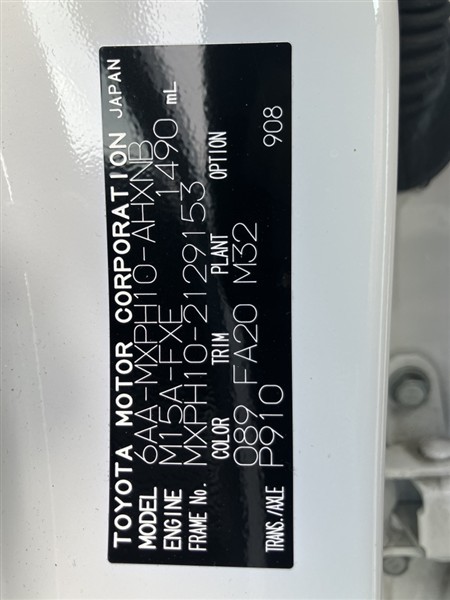 TOYOTA MOTOR CORPORATION JAPAN
MODEL 6AA-MXPH10-AHXNB
ENGINE M15A-FXE 1490 mL
FRAME No. MXPH10-2129153
COLOR TRIM PLANT OPTION
089 FA20 M32
TRANS./AXLE P910 908